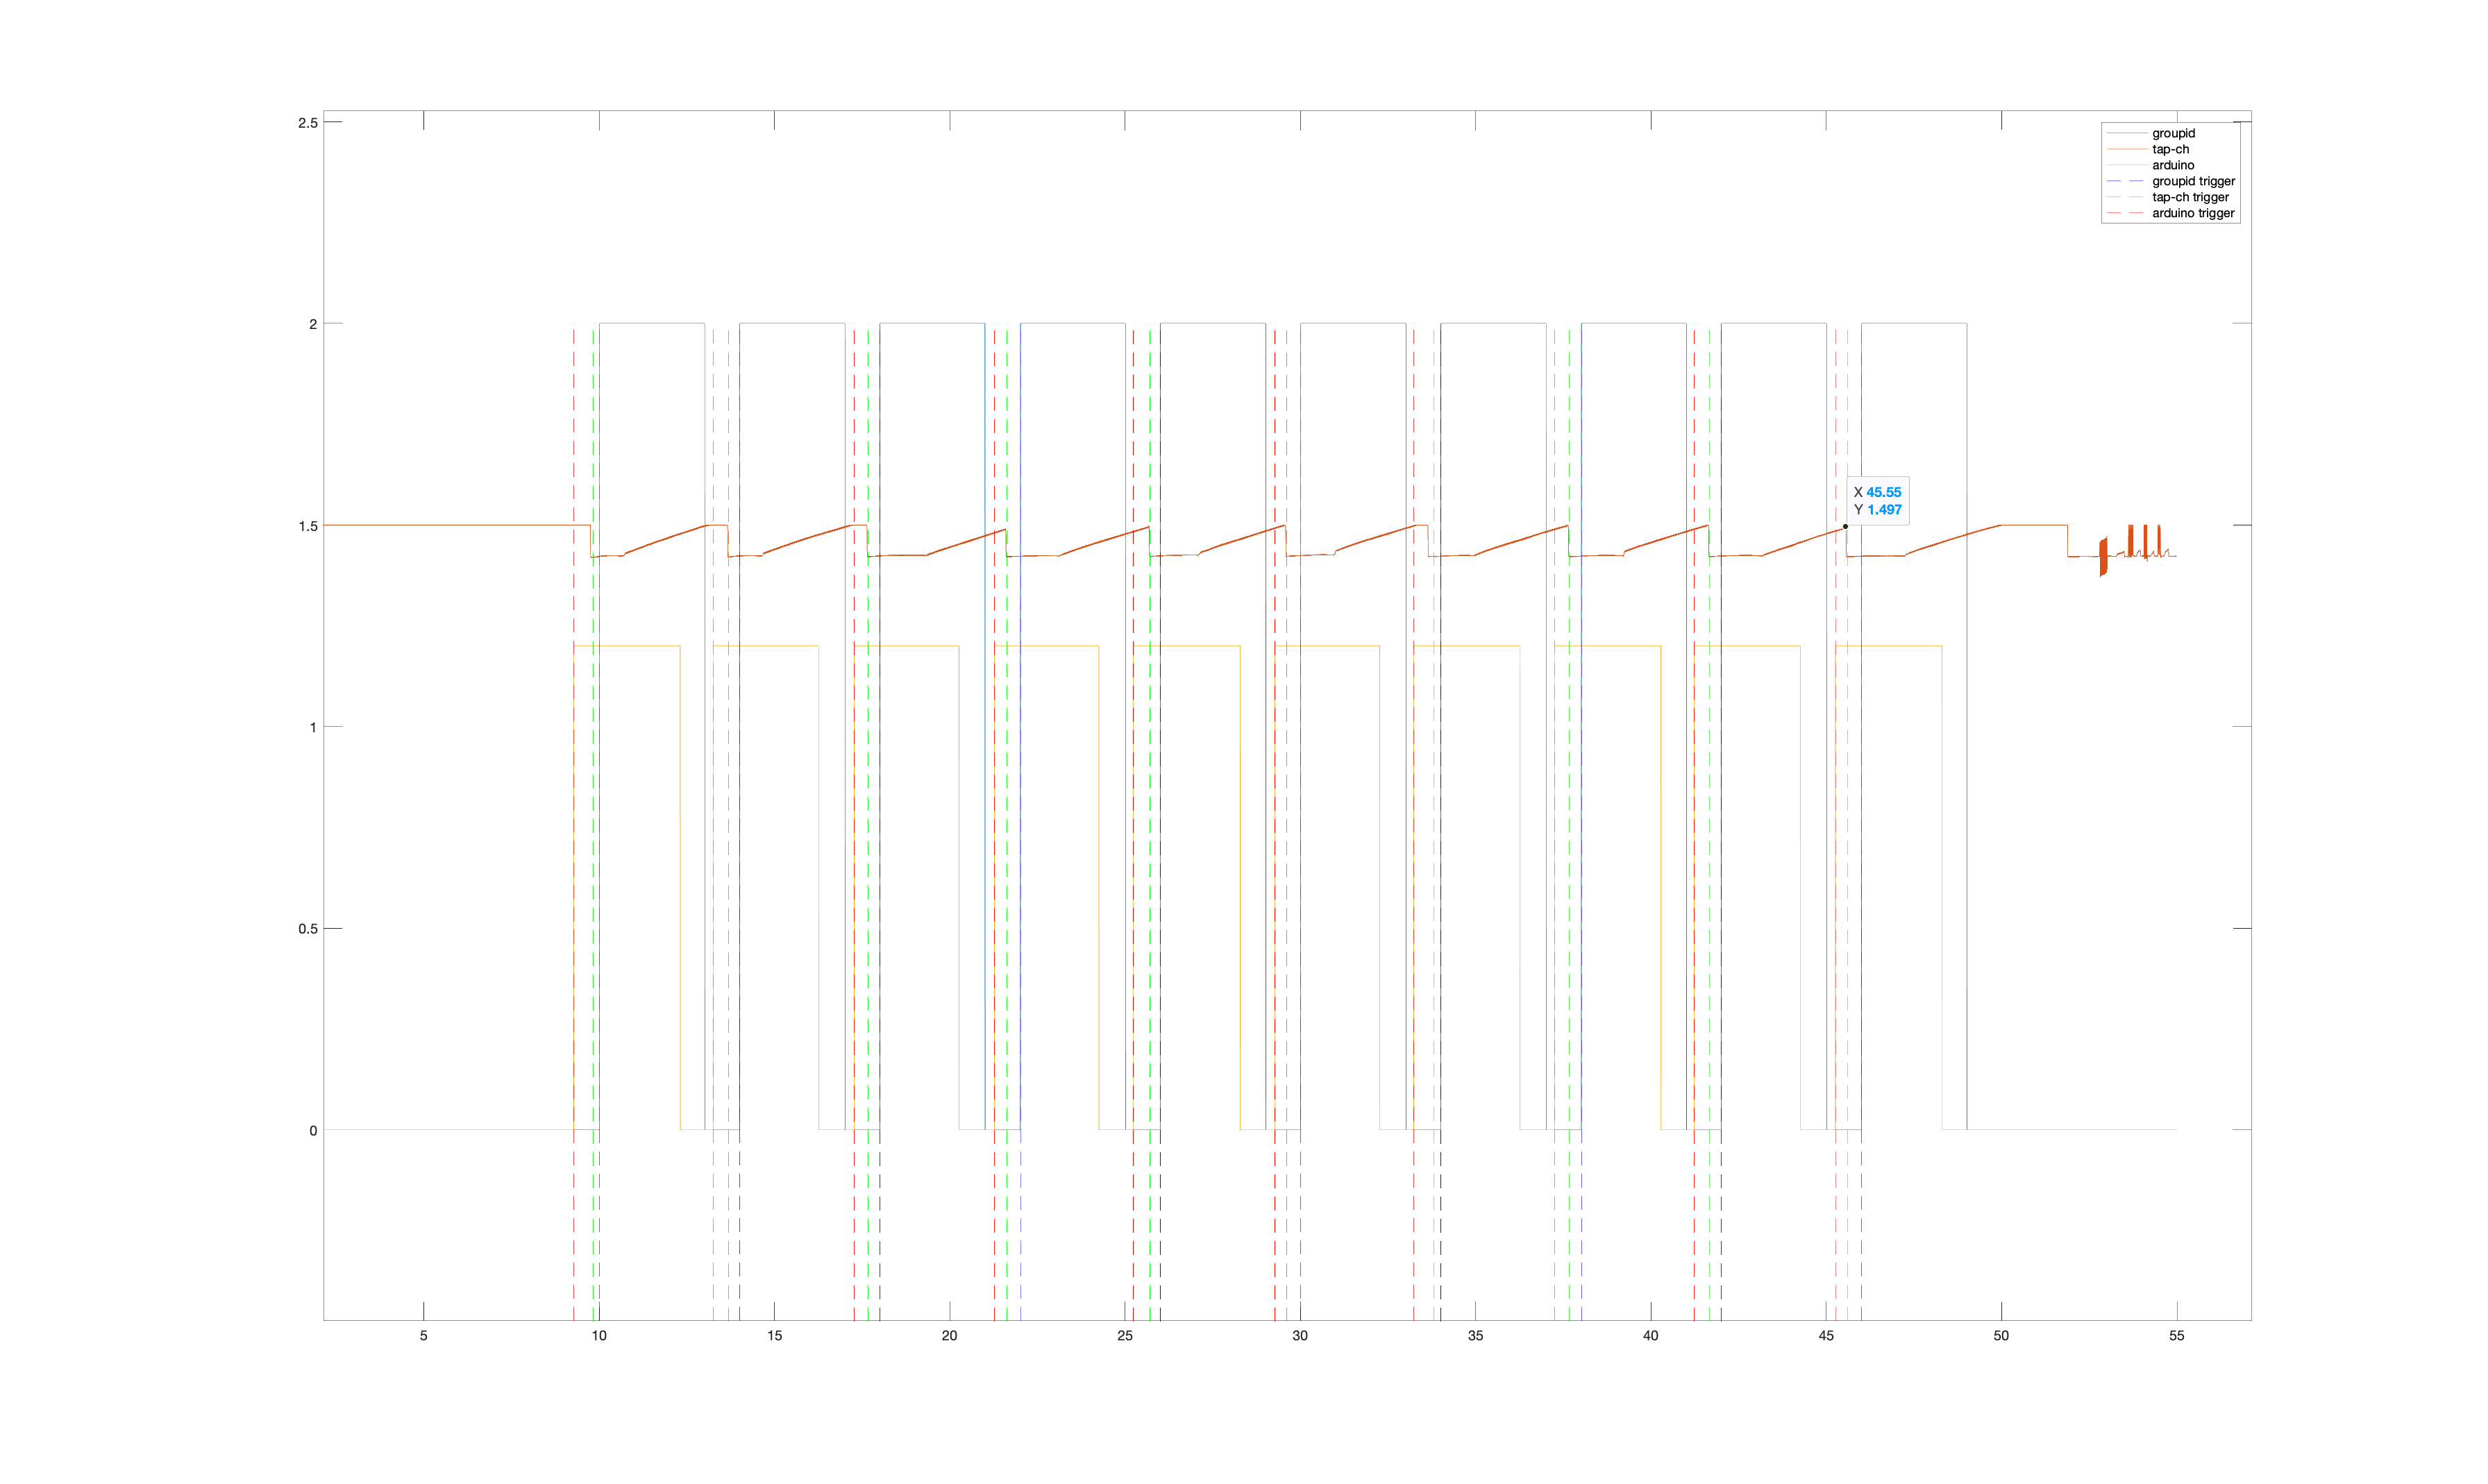 2.5
groupid
tap-ch
arduino
groupid trigger
tap-ch trigger
arduino trigger
2
X 45.55
Y 1.497
1.5
1
0.5
0
5 10 15 20 25 30 35 40 45 50 55